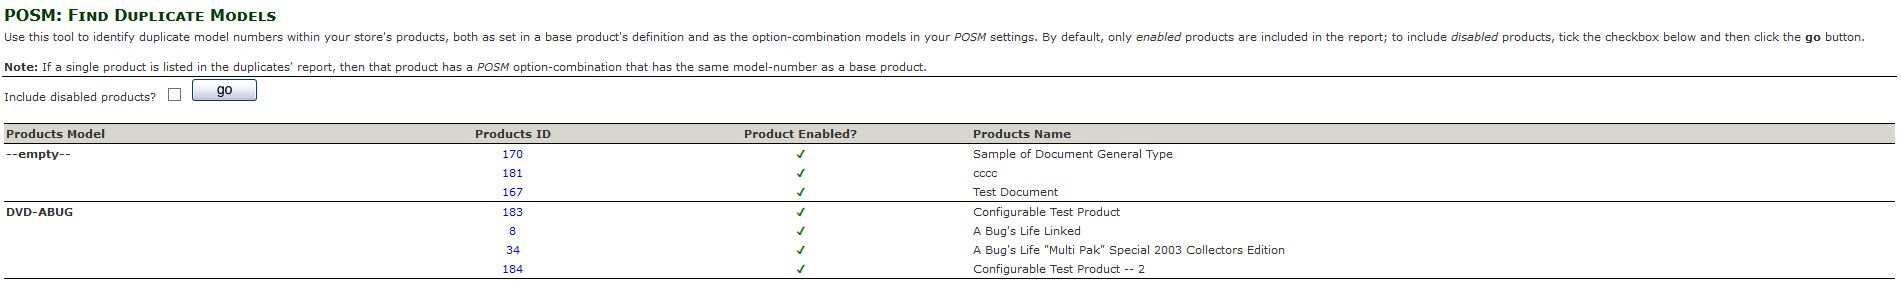 POSM: Find Duplicate Models
Use this tool to identify duplicate model numbers within your store's products, both as set in a base product's definition and as the option-combination models in your POSM settings. By default, only enabled products are included in the report; to include disabled products, tick the checkbox below and then click the go button.
Note: If a single product is listed in the duplicates' report, then that product has a POSM option-combination that has the same model-number as a base product.
Include disabled products? go
Products Model Products ID Product Enabled? Products Name
--empty-- 170 ✓ Sample of Document General Type
181 ✓ cccc
167 ✓ Test Document
DVD-ABUG 183 ✓ Configurable Test Product
8 ✓ A Bug's Life Linked
34 ✓ A Bug's Life "Multi Pak" Special 2003 Collectors Edition
184 ✓ Configurable Test Product -- 2